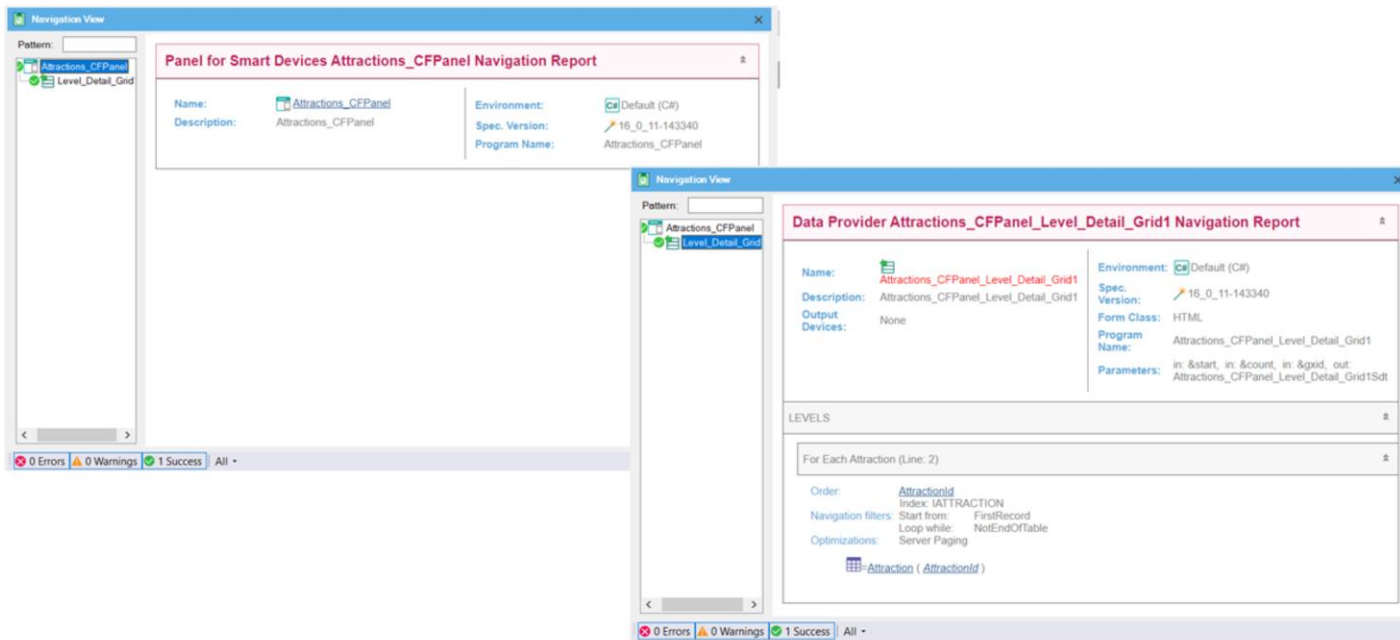 Navigation View
Pattern:
Attractions_CFPanel
Level_Detail_Grid
Panel for Smart Devices Attractions_CFPanel Navigation Report
Name: Attractions_CFPanel
Description: Attractions_CFPanel
Environment: C# Default (C#)
Spec. Version: 16_0_11-143340
Program Name: Attractions_CFPanel
0 Errors 0 Warnings 1 Success All
Navigation View
Pattern:
Attractions_CFPanel
Level_Detail_Grid
Data Provider Attractions_CFPanel_Level_Detail_Grid1 Navigation Report
Name: Attractions_CFPanel_Level_Detail_Grid1
Description: Attractions_CFPanel_Level_Detail_Grid1
Output
Devices: None
Environment: C# Default (C#)
Spec.
Version: 16_0_11-143340
Form Class: HTML
Program
Name: Attractions_CFPanel_Level_Detail_Grid1
Parameters: in: &start, in: &count, in: &gxid, out:
Attractions_CFPanel_Level_Detail_Grid1Sdt
LEVELS
For Each Attraction (Line: 2)
Order: AttractionId
Index: IATTRACTION
Navigation filters: Start from: FirstRecord
Loop while: NotEndOfTable
Optimizations: Server Paging
=Attraction ( AttractionId )
0 Errors 0 Warnings 1 Success All